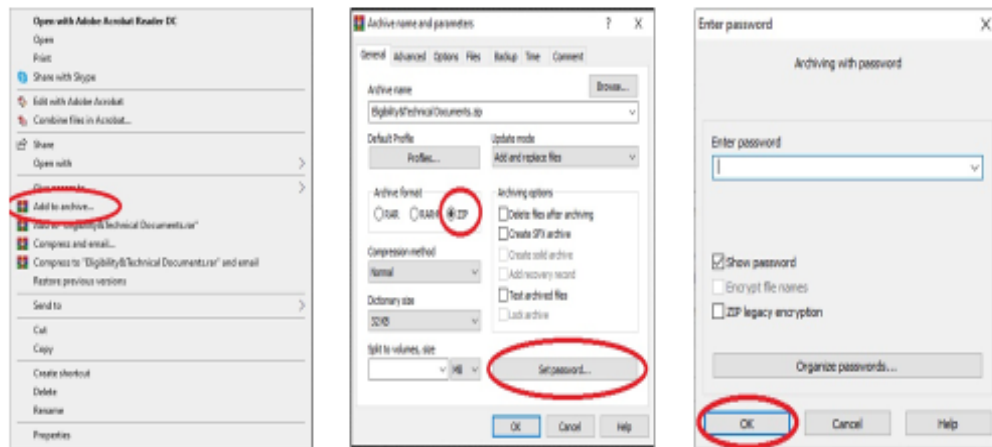 Open with Adobe Acrobat Reader DC
Open
Print
Share with Skype
Edit with Adobe Acrobat
Combine files in Acrobat...
Share
Open with
Add to archive...
Add to "Eligibility&Technical Documents.rar"
Compress and email...
Compress to "Eligibility&Technical Documents.rar" and email
Restore previous versions
Send to
Cut
Copy
Create shortcut
Delete
Rename
Properties
Archive name and parameters
General Advanced Options Files Backup Time Comment
Archive name
Browse...
Eligibility&Technical Documents.zip
Default Profile
Profiles...
Update mode
Add and replace files
Archive format
RAR ZIP
Compression method
Normal
Dictionary size
32 KB
Split to volumes, size
MB
Archiving options
Delete files after archiving
Create SFX archive
Create solid archive
Add recovery record
Test archived files
Lock archive
Set password...
OK Cancel Help
Enter password
Archiving with password
Enter password
Show password
Encrypt file names
ZIP legacy encryption
Organize passwords...
OK Cancel Help